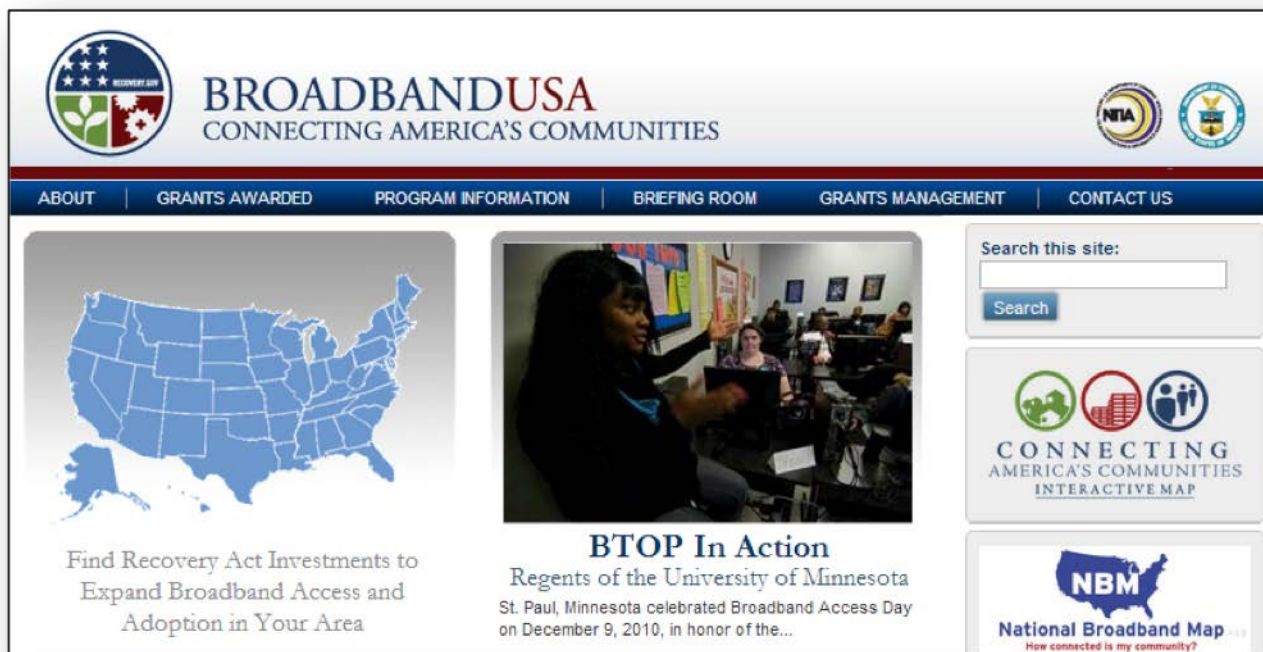 RECOVERY.GOV
BROADBANDUSA
CONNECTING AMERICA'S COMMUNITIES
NTIA
ABOUT
GRANTS AWARDED
PROGRAM INFORMATION
BRIEFING ROOM
GRANTS MANAGEMENT
CONTACT US
Find Recovery Act Investments to
Expand Broadband Access and
Adoption in Your Area
BTOP In Action
Regents of the University of Minnesota
St. Paul, Minnesota celebrated Broadband Access Day
on December 9, 2010, in honor of the...
Search this site:
Search
CONNECTING
AMERICA'S COMMUNITIES
INTERACTIVE MAP
NBM
National Broadband Map
How connected is my community?